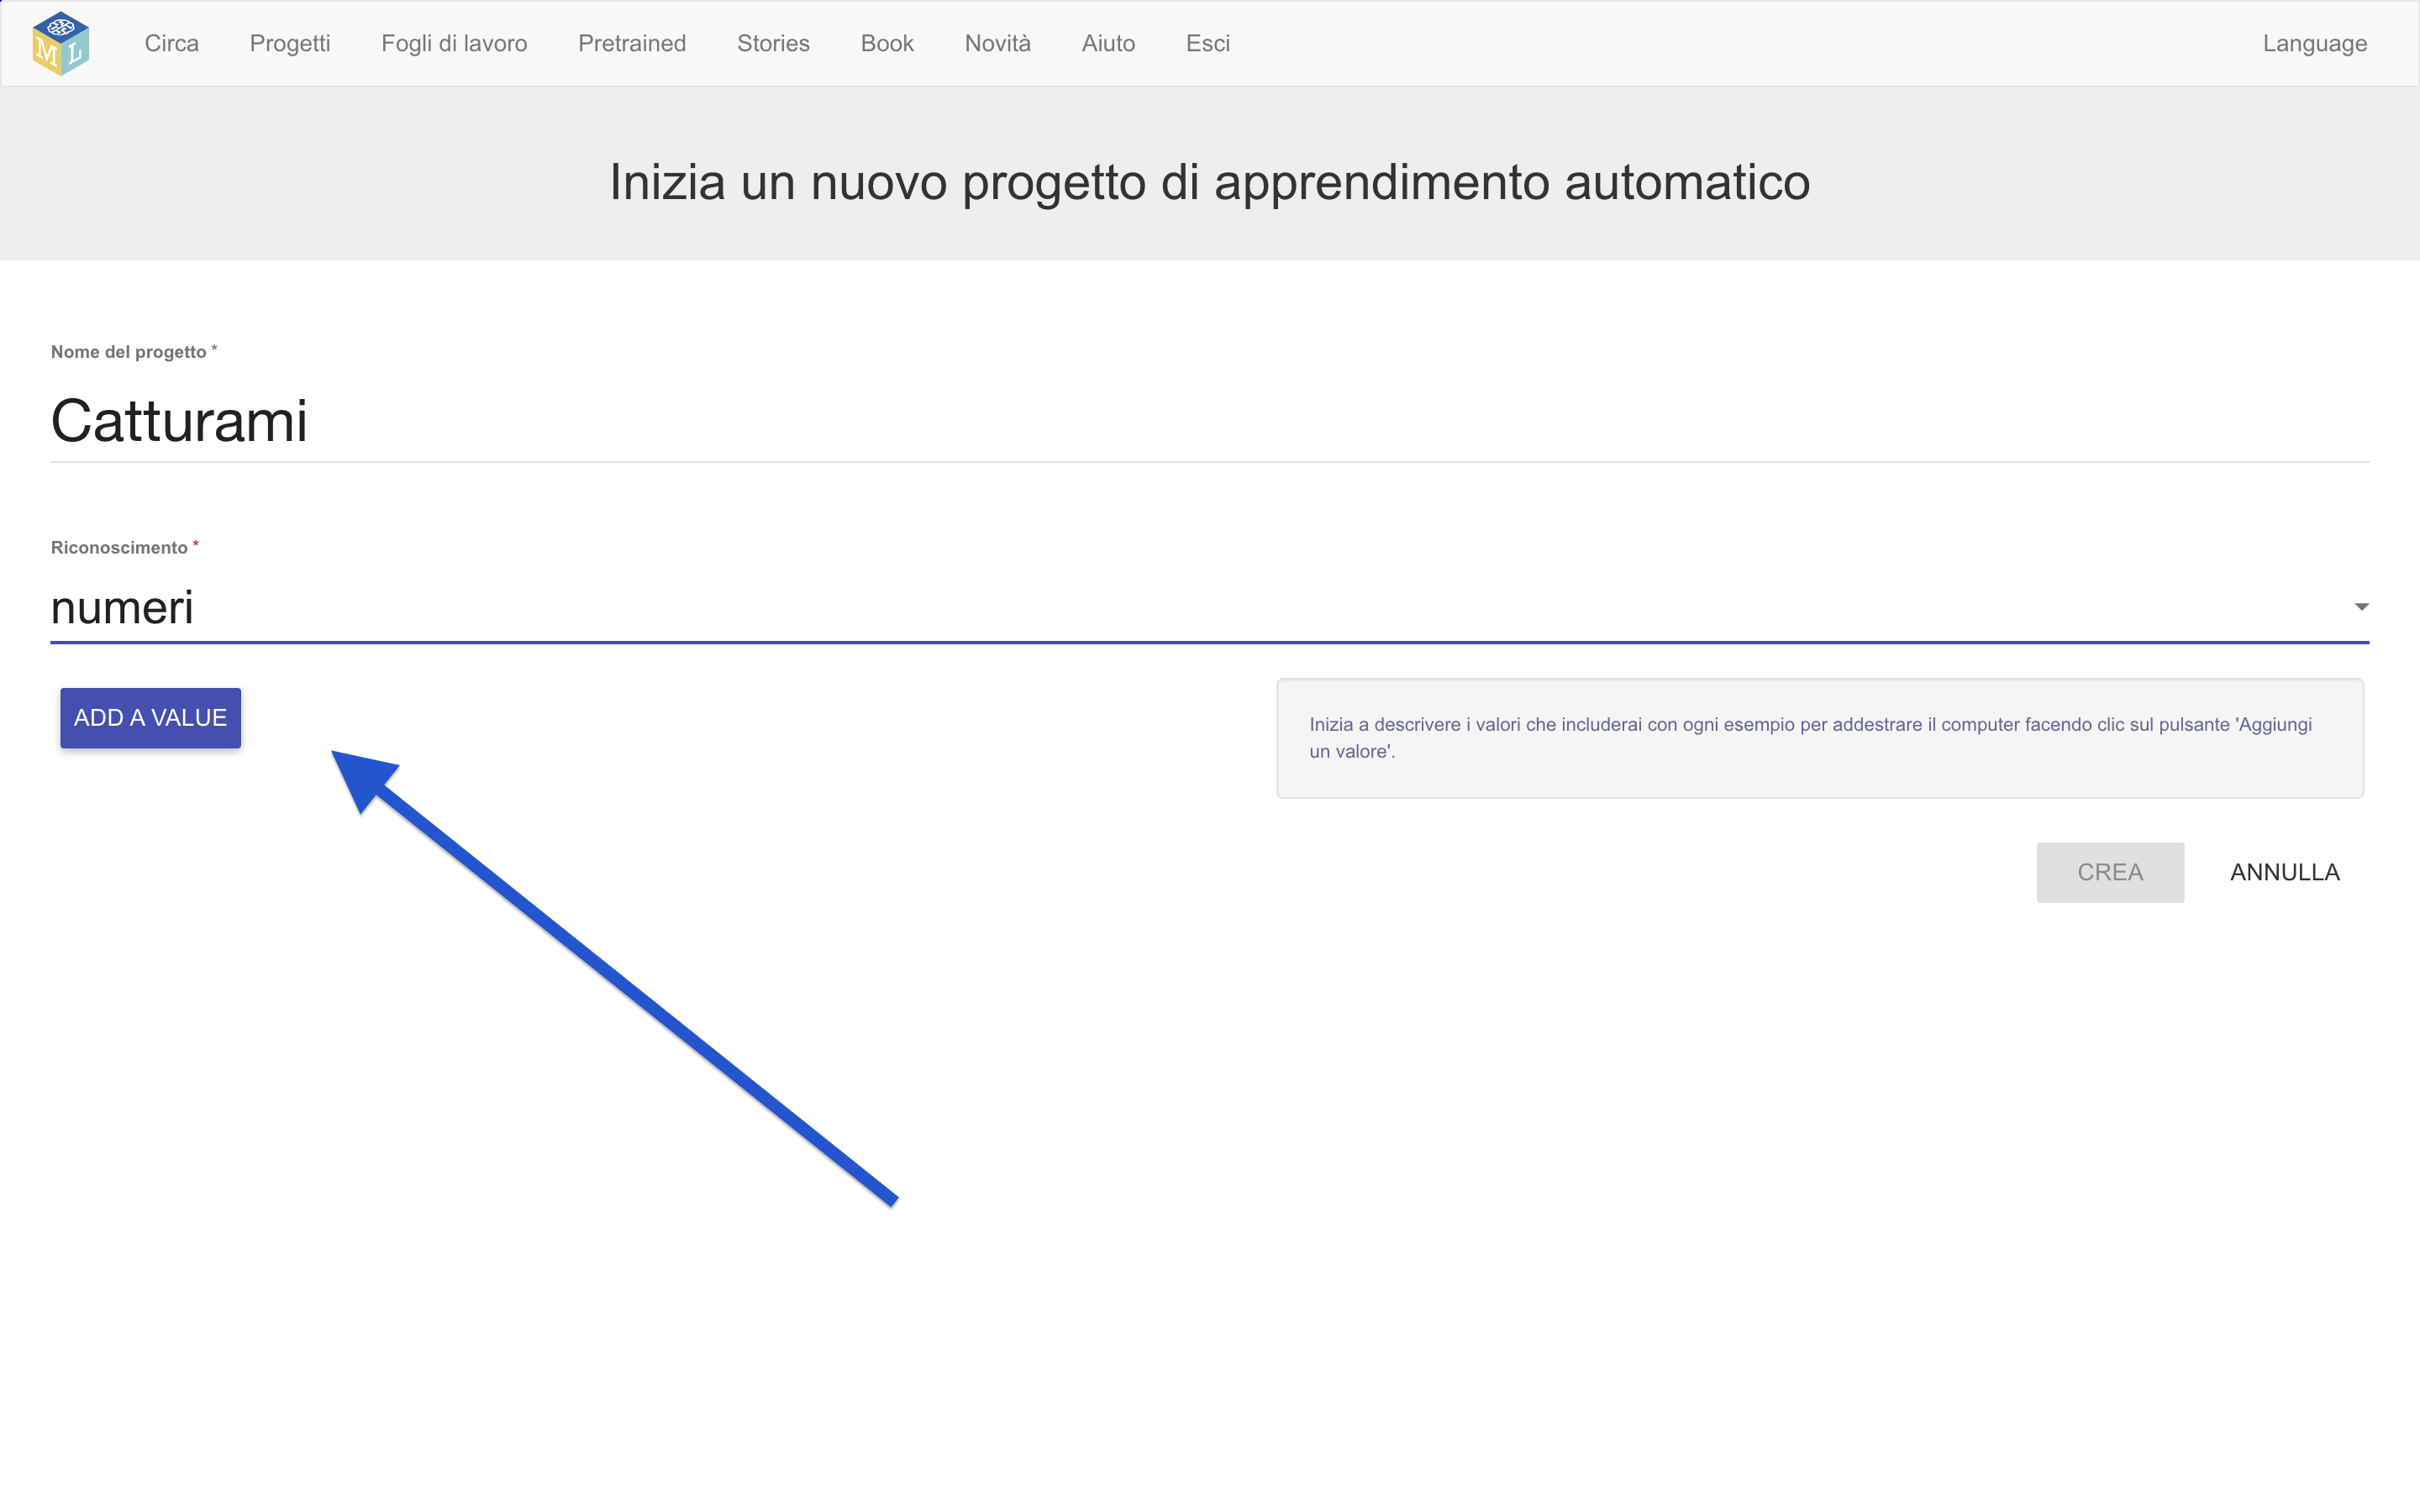 ML
Circa Progetti Fogli di lavoro Pretrained Stories Book Novità Aiuto Esci Language
Inizia un nuovo progetto di apprendimento automatico
Nome del progetto *
Catturami
Riconoscimento *
numeri
ADD A VALUE
Inizia a descrivere i valori che includerai con ogni esempio per addestrare il computer facendo clic sul pulsante 'Aggiungi
un valore'.
CREA ANNULLA